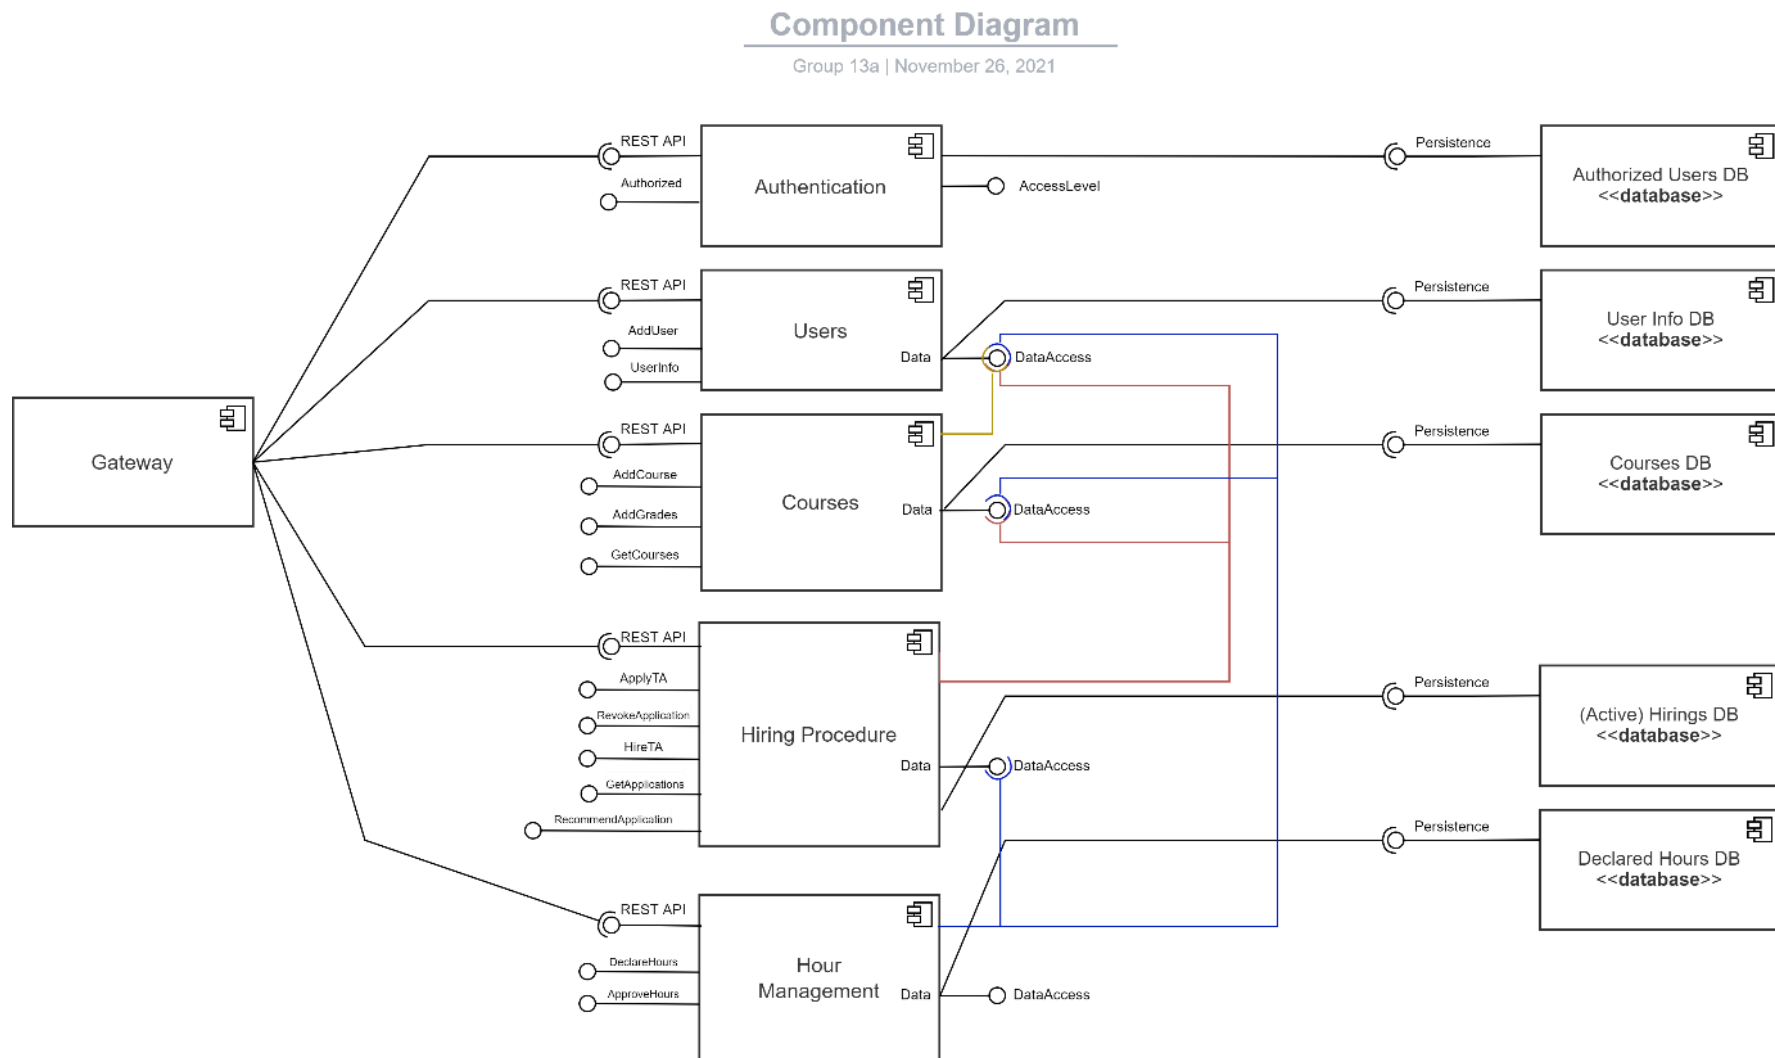 Component Diagram
Group 13a | November 26, 2021
REST API
Authorized
Authentication
AccessLevel
Persistence
Authorized Users DB
<<database>>
REST API
AddUser
UserInfo
Users
Data
DataAccess
Persistence
User Info DB
<<database>>
Gateway
REST API
AddCourse
AddGrades
GetCourses
Courses
Data
DataAccess
Persistence
Courses DB
<<database>>
REST API
ApplyTA
RevokeApplication
HireTA
GetApplications
RecommendApplication
Hiring Procedure
Data
DataAccess
Persistence
(Active) Hirings DB
<<database>>
REST API
DeclareHours
ApproveHours
Hour
Management
Data
DataAccess
Persistence
Declared Hours DB
<<database>>